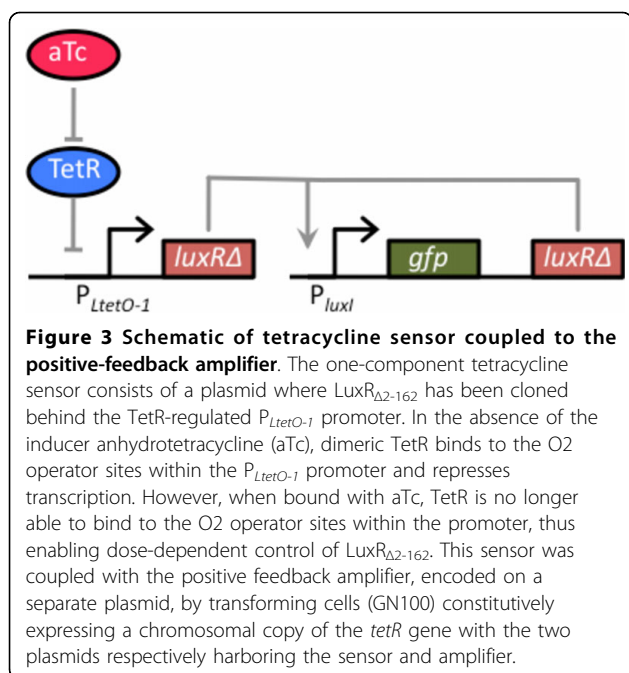 aTc
TetR
luxRΔ
gfp
luxRΔ
P_LtetO-1
P_luxI
Figure 3 Schematic of tetracycline sensor coupled to the
positive-feedback amplifier. The one-component tetracycline
sensor consists of a plasmid where LuxR_Δ2-162 has been cloned
behind the TetR-regulated P_LtetO-1 promoter. In the absence of the
inducer anhydrotetracycline (aTc), dimeric TetR binds to the O2
operator sites within the P_LtetO-1 promoter and represses
transcription. However, when bound with aTc, TetR is no longer
able to bind to the O2 operator sites within the promoter, thus
enabling dose-dependent control of LuxR_Δ2-162. This sensor was
coupled with the positive feedback amplifier, encoded on a
separate plasmid, by transforming cells (GN100) constitutively
expressing a chromosomal copy of the tetR gene with the two
plasmids respectively harboring the sensor and amplifier.